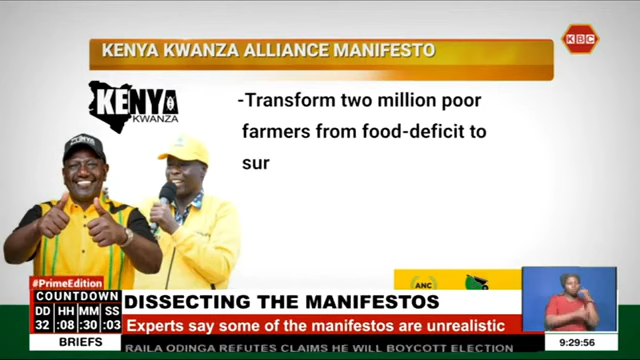 KENYA KWANZA ALLIANCE MANIFESTO
KBC
KENYA
KWANZA
-Transform two million poor
farmers from food-deficit to
sur
ANC
#PrimeEdition
COUNTDOWN
DD HH MM SS
32 :08 :30 :03
DISSECTING THE MANIFESTOS
Experts say some of the manifestos are unrealistic
9:29:56
BRIEFS
RAILA ODINGA REFUTES CLAIMS HE WILL BOYCOTT ELECTION